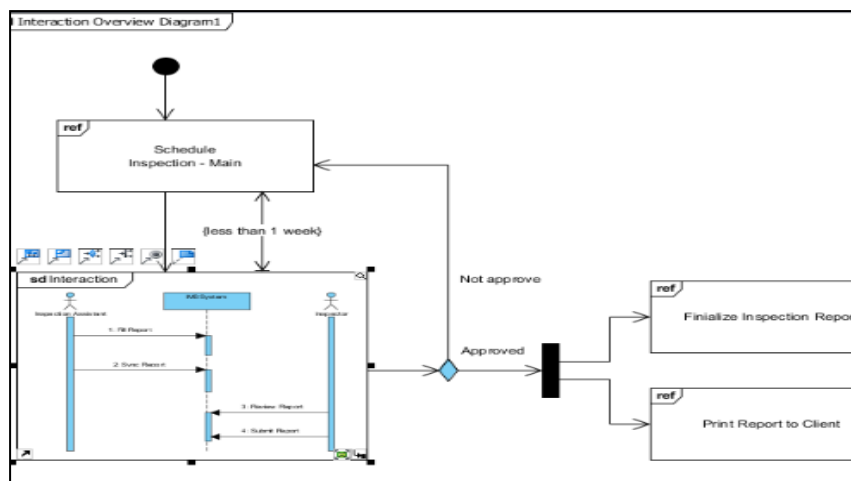 Interaction Overview Diagram1
ref
Schedule
Inspection - Main
{less than 1 week}
sd Interaction
Inspection Assistant
IMBSystem
Inspector
1: Fill Report
2: Sync Report
3: Review Report
4: Submit Report
Not approve
Approved
ref
Finialize Inspection Repor
ref
Print Report to Client